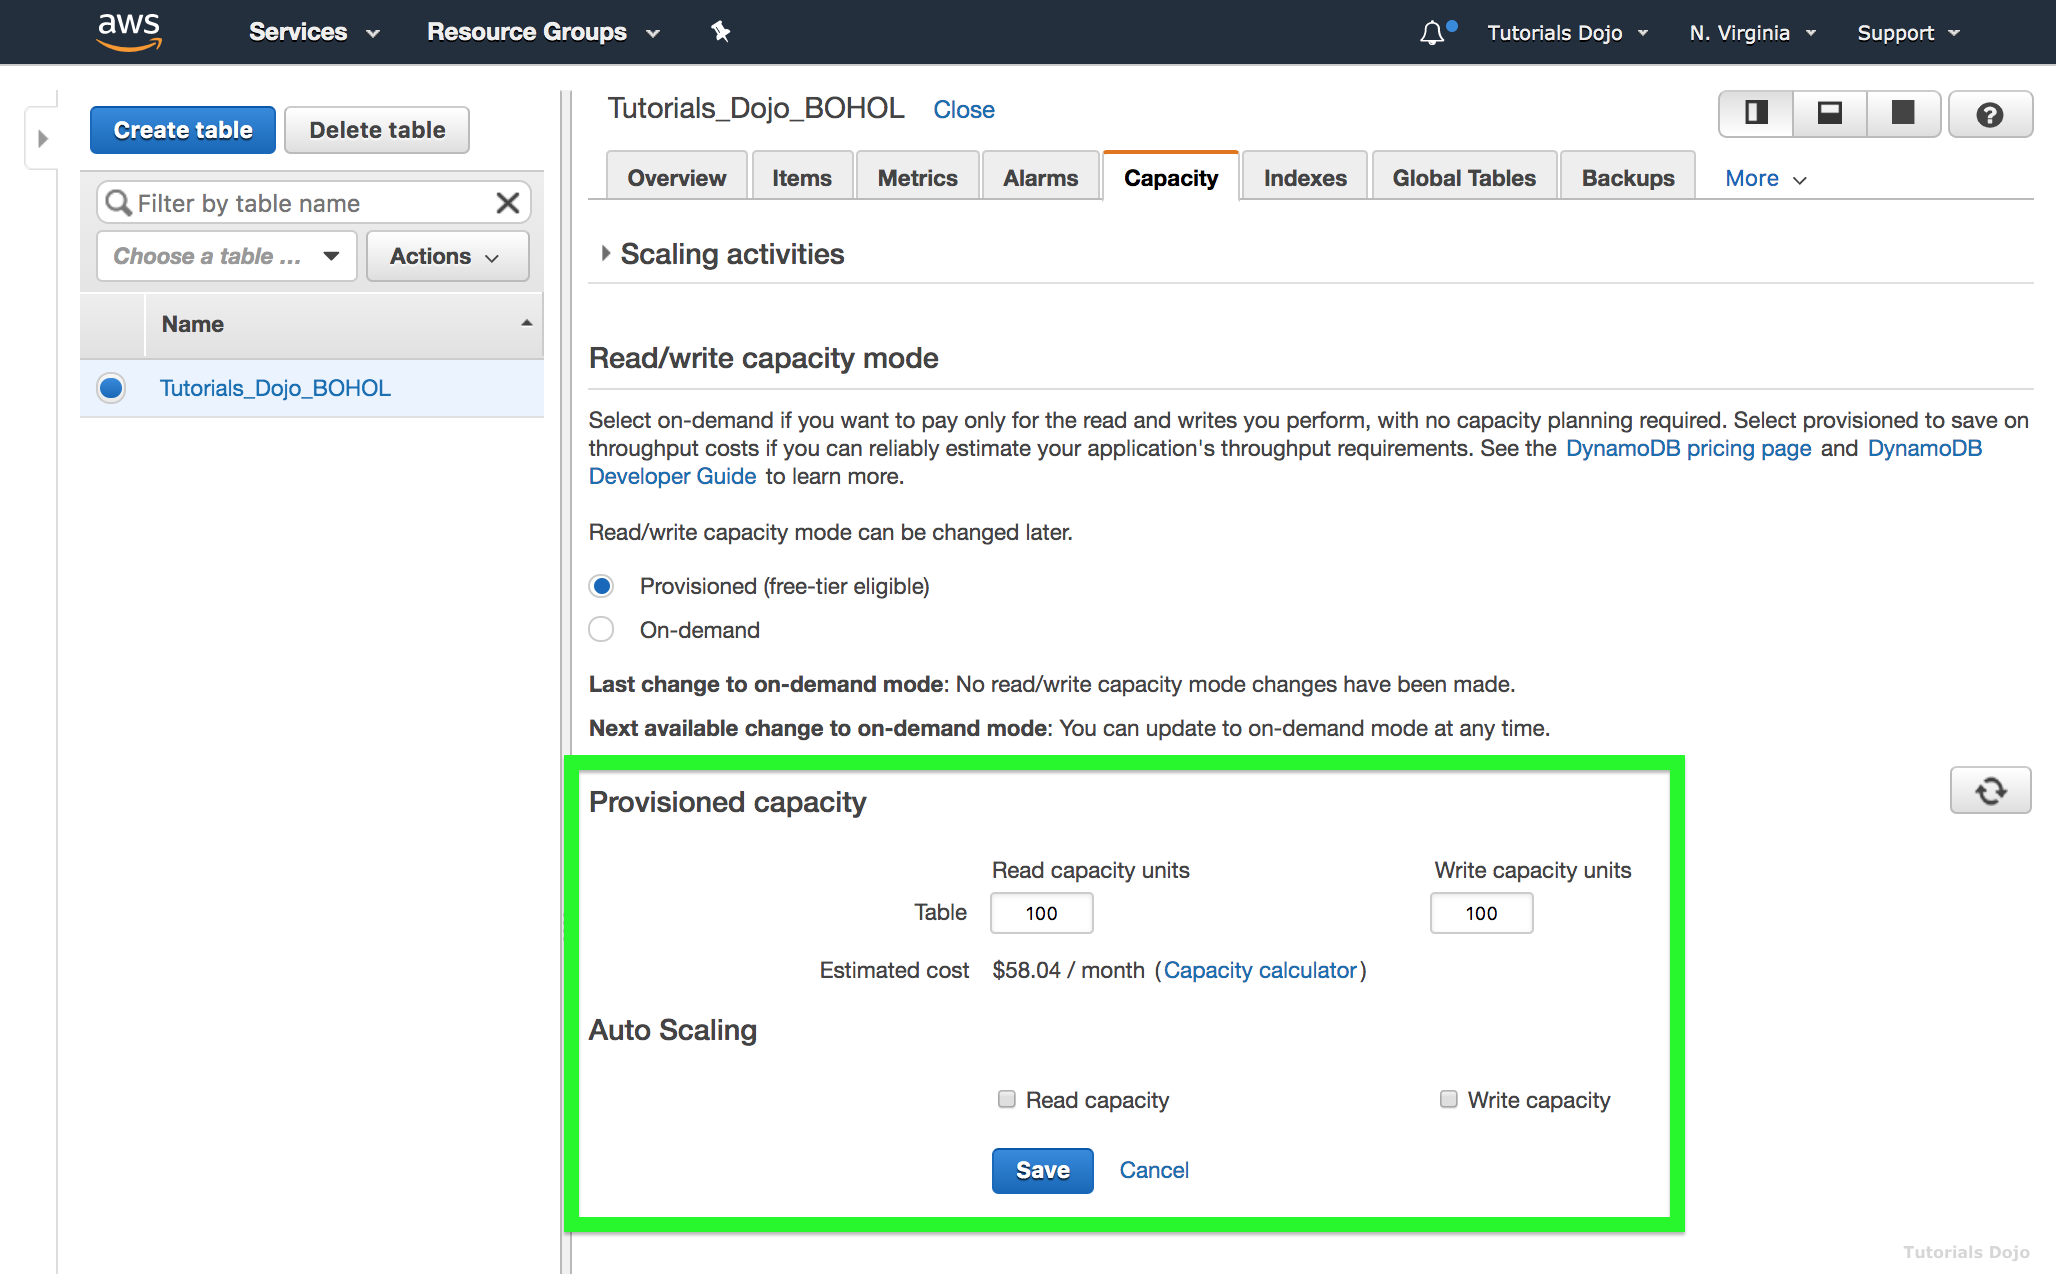 aws Services Resource Groups Tutorials Dojo N. Virginia Support
Create table Delete table
Filter by table name
Choose a table ... Actions
Name
Tutorials_Dojo_BOHOL
Tutorials_Dojo_BOHOL Close
Overview Items Metrics Alarms Capacity Indexes Global Tables Backups More
Scaling activities
Read/write capacity mode
Select on-demand if you want to pay only for the read and writes you perform, with no capacity planning required. Select provisioned to save on
throughput costs if you can reliably estimate your application's throughput requirements. See the DynamoDB pricing page and DynamoDB
Developer Guide to learn more.
Read/write capacity mode can be changed later.
Provisioned (free-tier eligible)
On-demand
Last change to on-demand mode: No read/write capacity mode changes have been made.
Next available change to on-demand mode: You can update to on-demand mode at any time.
Provisioned capacity
Read capacity units Write capacity units
Table 100 100
Estimated cost $58.04 / month (Capacity calculator)
Auto Scaling
Read capacity Write capacity
Save Cancel
Tutorials Dojo